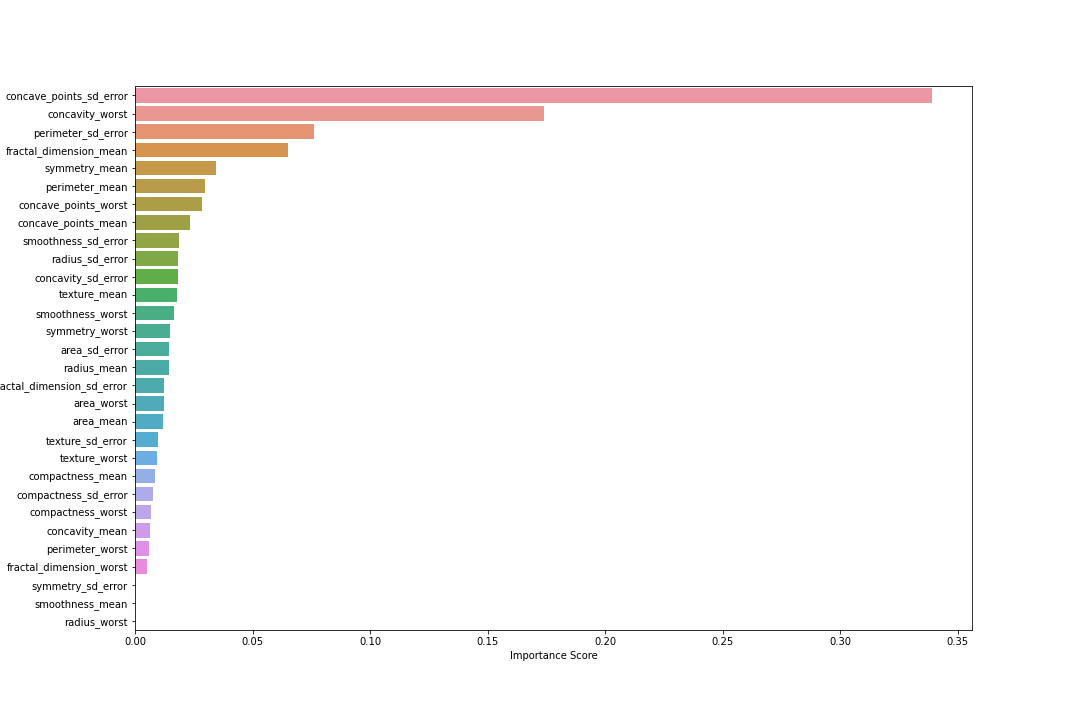 concave_points_sd_error
concavity_worst
perimeter_sd_error
fractal_dimension_mean
symmetry_mean
perimeter_mean
concave_points_worst
concave_points_mean
smoothness_sd_error
radius_sd_error
concavity_sd_error
texture_mean
smoothness_worst
symmetry_worst
area_sd_error
radius_mean
actal_dimension_sd_error
area_worst
area_mean
texture_sd_error
texture_worst
compactness_mean
compactness_sd_error
compactness_worst
concavity_mean
perimeter_worst
fractal_dimension_worst
symmetry_sd_error
smoothness_mean
radius_worst
0.00 0.05 0.10 0.15 0.20 0.25 0.30 0.35
Importance Score